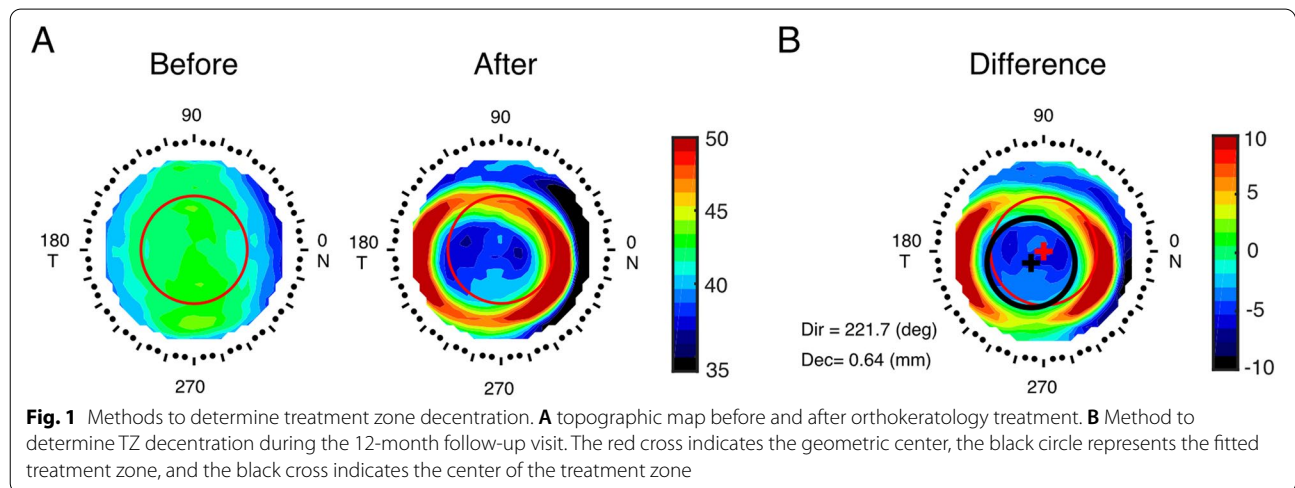 A
B
Before
After
Difference
90
90
90
180
T
0
N
270
50
45
40
35
180
T
0
N
270
180
T
0
N
10
5
0
-5
-10
Dir = 221.7 (deg)
Dec= 0.64 (mm)
270
Fig. 1 Methods to determine treatment zone decentration. A topographic map before and after orthokeratology treatment. B Method to
determine TZ decentration during the 12-month follow-up visit. The red cross indicates the geometric center, the black circle represents the fitted
treatment zone, and the black cross indicates the center of the treatment zone